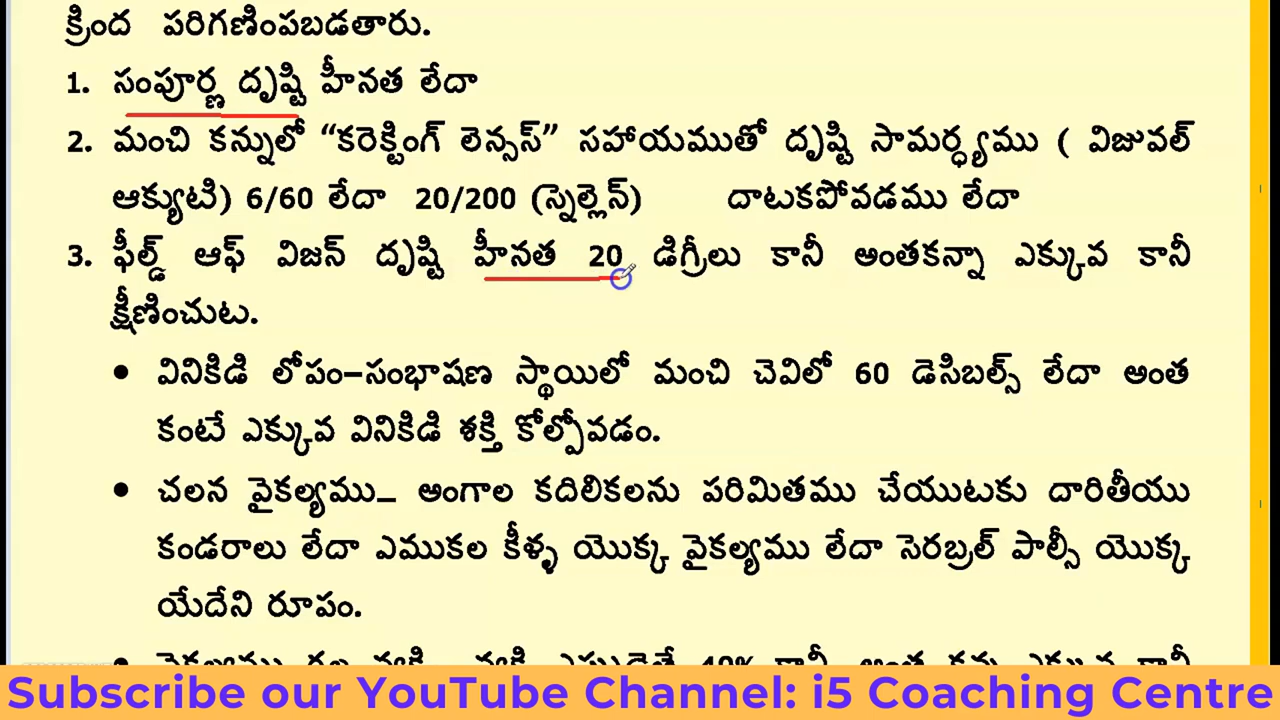 క్రింద పరిగణింపబడతారు.
1. సంపూర్ణ దృష్టి హీనత లేదా
2. మంచి కన్నులో “కరెక్టింగ్ లెన్సస్” సహాయముతో దృష్టి సామర్ధ్యము ( విజువల్
ఆక్యుటి) 6/60 లేదా 20/200 (స్నెల్లెన్) దాటకపోవడము లేదా
3. ఫీల్డ్ ఆఫ్ విజన్ దృష్టి హీనత 20 డిగ్రీలు కానీ అంతకన్నా ఎక్కువ కానీ
క్షీణించుట.
• వినికిడి లోపం–సంభాషణ స్థాయిలో మంచి చెవిలో 60 డెసిబల్స్ లేదా అంత
కంటే ఎక్కువ వినికిడి శక్తి కోల్పోవడం.
• చలన వైకల్యము– అంగాల కదిలికలను పరిమితము చేయుటకు దారితీయు
కండరాలు లేదా ఎముకల కీళ్ళ యొక్క వైకల్యము లేదా సెరబ్రల్ పాల్సీ యొక్క
యేదేని రూపం.
Subscribe our YouTube Channel: i5 Coaching Centre